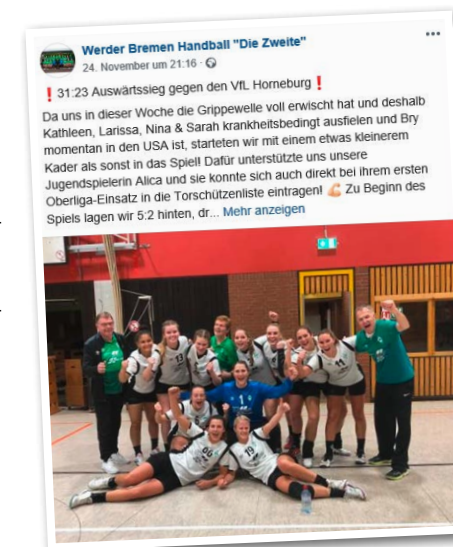 Werder Bremen Handball "Die Zweite"
24. November um 21:16 ·
❗ 31:23 Auswärtssieg gegen den VfL Horneburg ❗
Da uns in dieser Woche die Grippewelle voll erwischt hat und deshalb
Kathleen, Larissa, Nina & Sarah krankheitsbedingt ausfielen und Bry
momentan in den USA ist, starteten wir mit einem etwas kleinerem
Kader als sonst in das Spiel! Dafür unterstützte uns unsere
Jugendspielerin Alica und sie konnte sich auch direkt bei ihrem ersten
Oberliga-Einsatz in die Torschützenliste eintragen! 💪 Zu Beginn des
Spiels lagen wir 5:2 hinten, dr... Mehr anzeigen
13
11
06
19